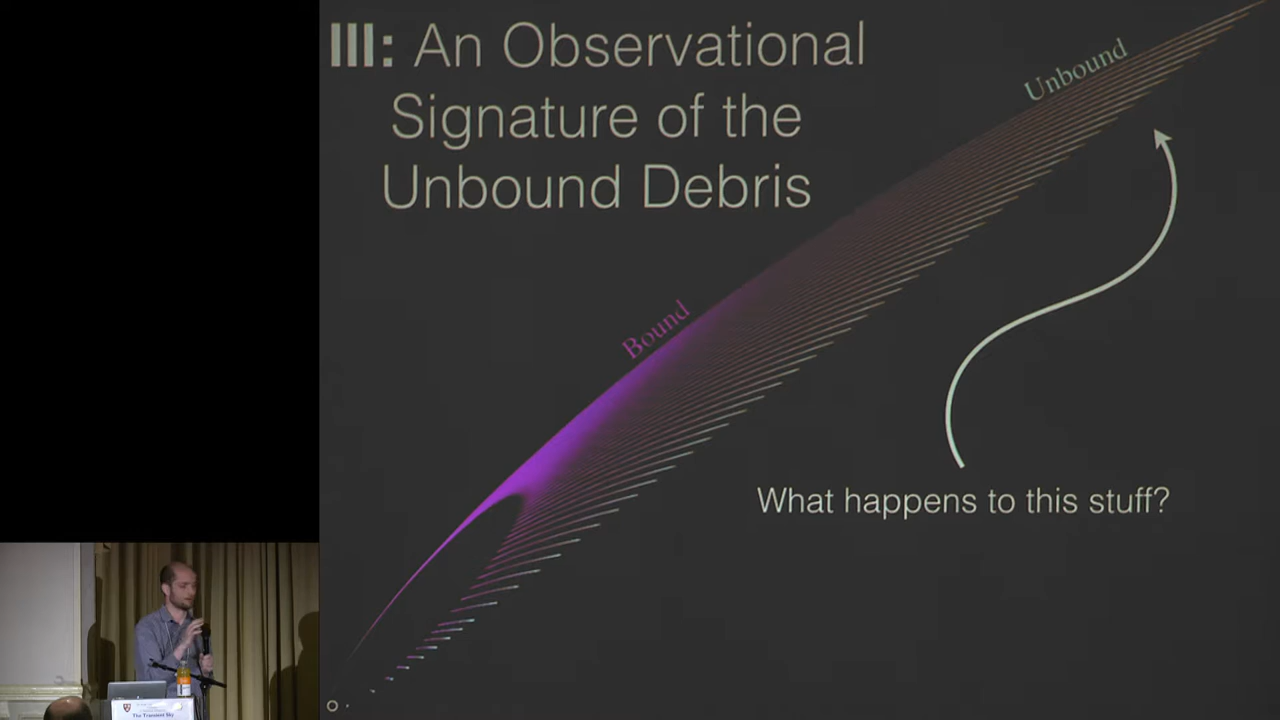 III: An Observational
Signature of the
Unbound Debris
Unbound
Bound
What happens to this stuff?
The Transient Sky